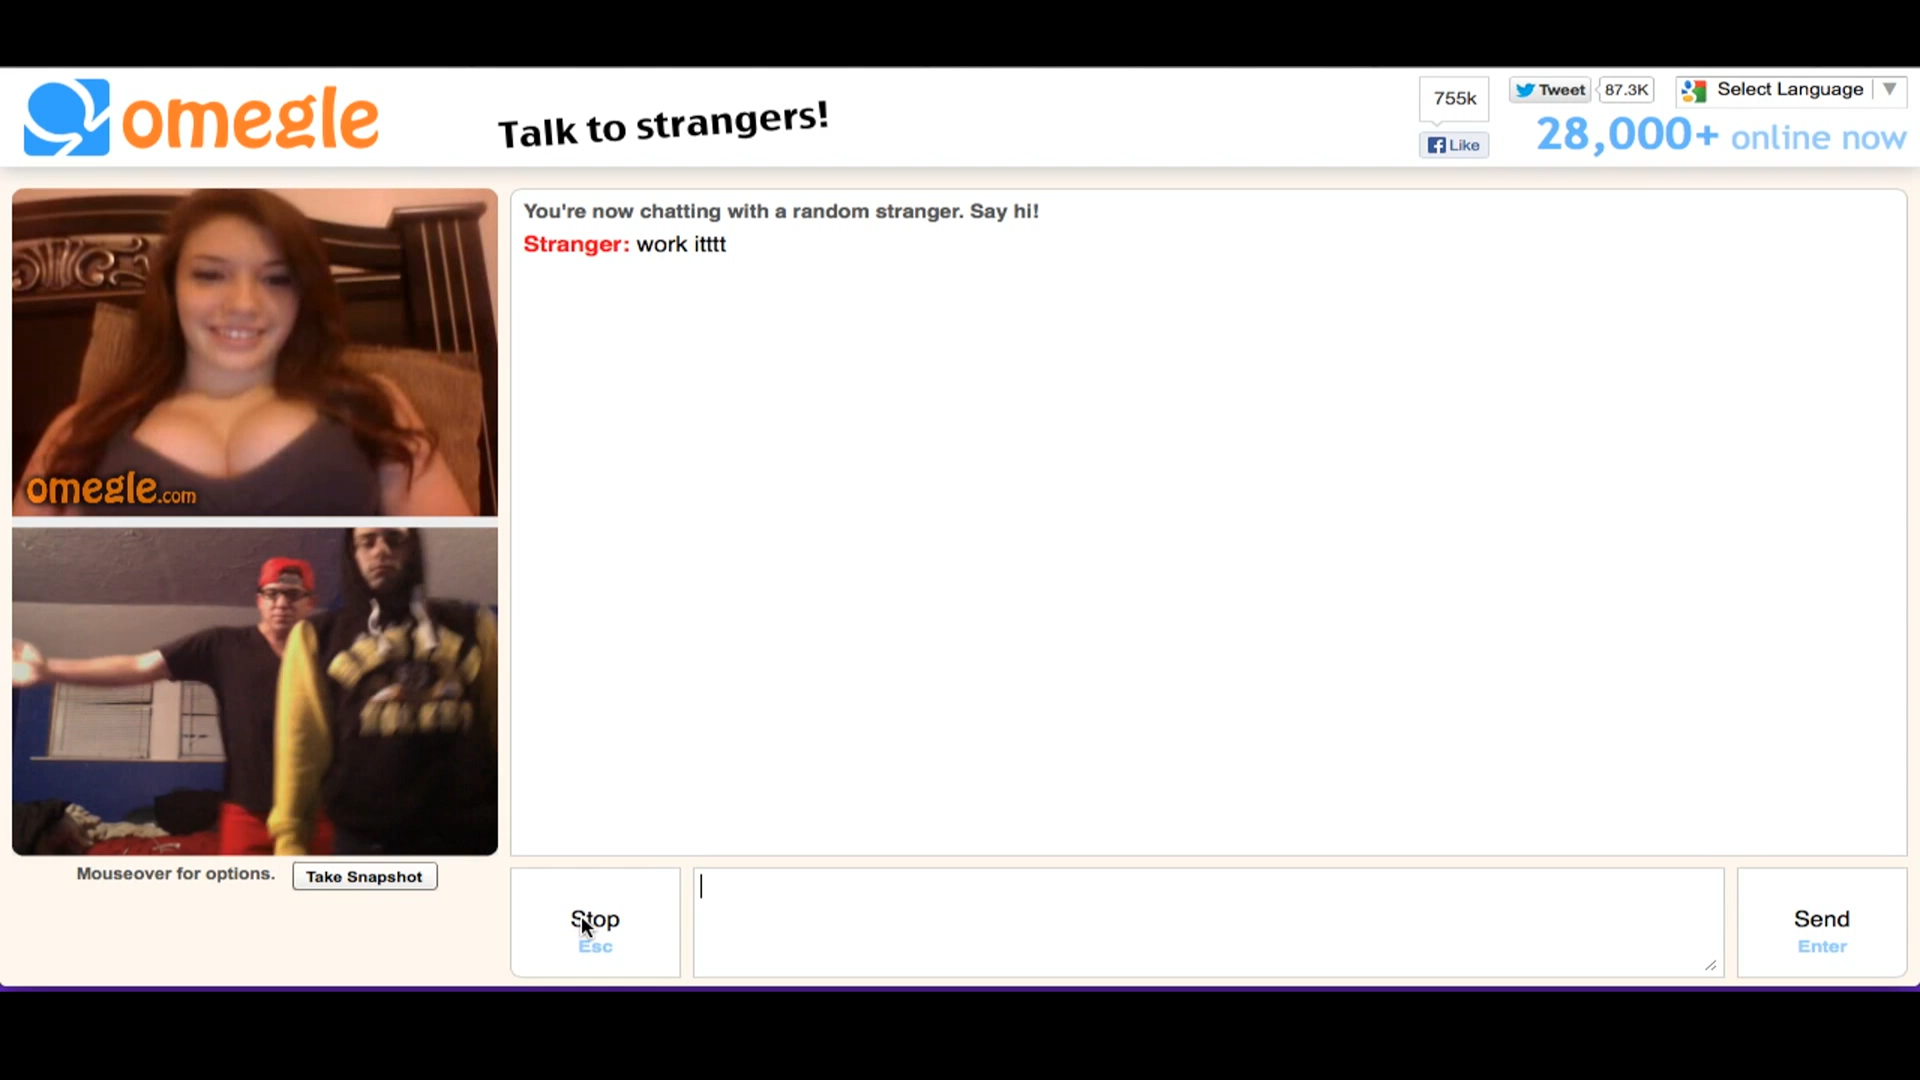 omegle
Talk to strangers!
755k
Like
Tweet
87.3K
Select Language
28,000+ online now
You're now chatting with a random stranger. Say hi!
Stranger: work itttt
omegle.com
Mouseover for options.
Take Snapshot
Stop
Esc
Send
Enter